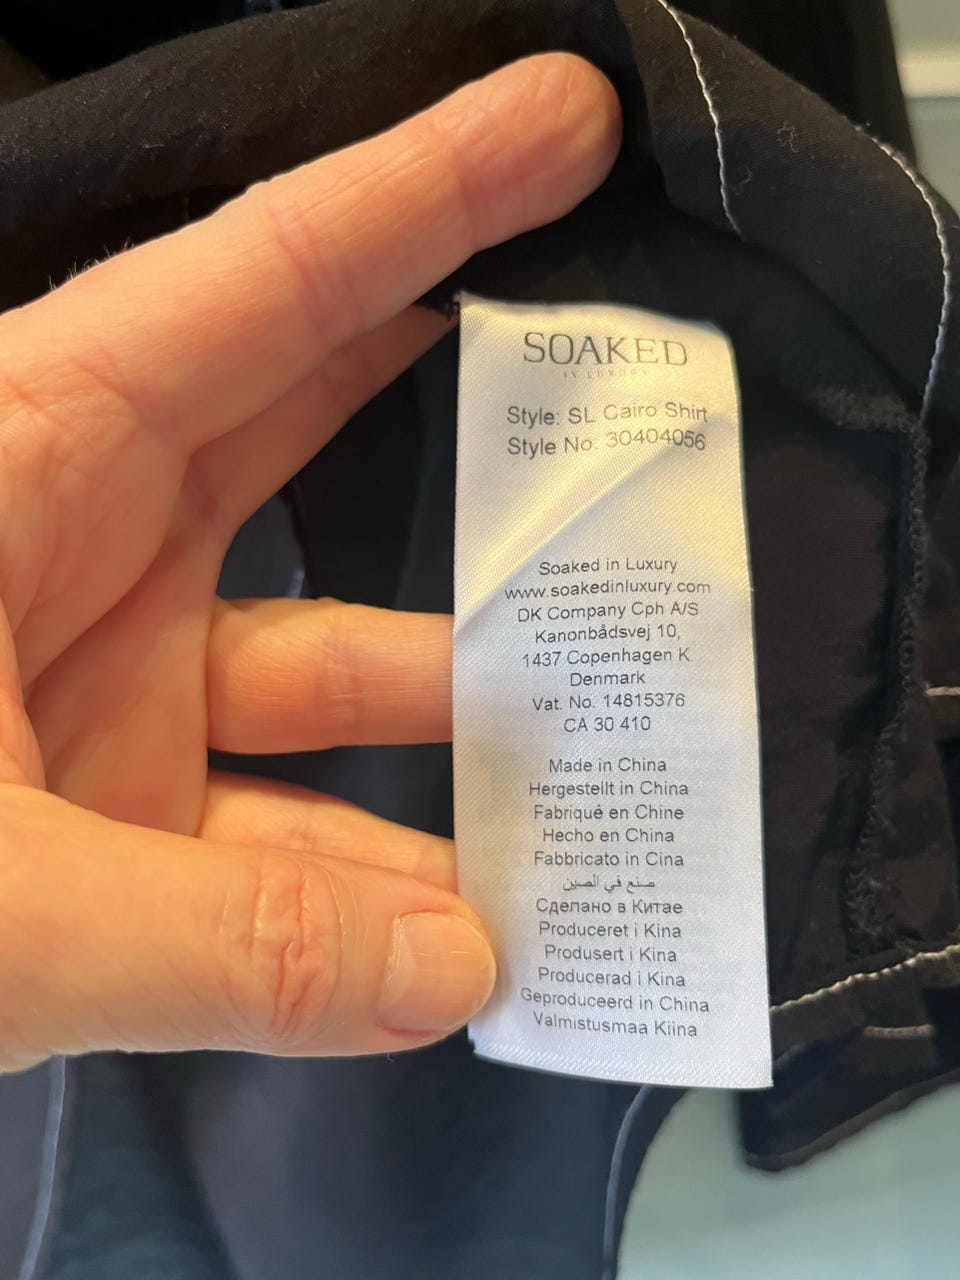 SOAKED
IN LUXURY
Style: SL Cairo Shirt
Style No. 30404056
Soaked in Luxury
www.soakedinluxury.com
DK Company Cph A/S
Kanonbådsvej 10,
1437 Copenhagen K.
Denmark
Vat. No. 14815376
CA 30 410
Made in China
Hergestellt in China
Fabriqué en Chine
Hecho en China
Fabbricato in Cina
صنع في الصين
Сделано в Китае
Produceret i Kina
Produsert i Kina
Producerad i Kina
Geproduceerd in China
Valmistusmaa Kiina